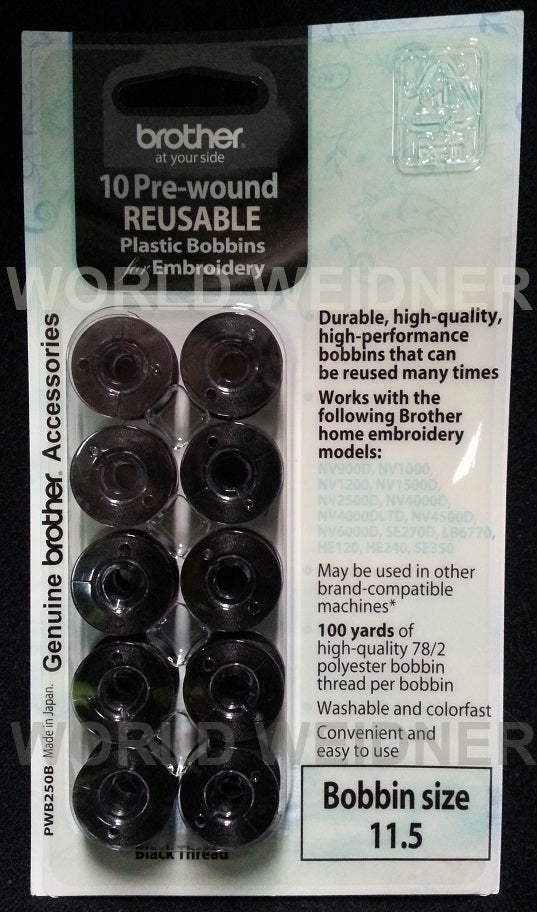 brother®
at your side
10 Pre-wound
REUSABLE
Plastic Bobbins
for Embroidery
WORLD WEIDNER
Durable, high-quality,
high-performance
bobbins that can
be reused many times
Works with the
following Brother
home embroidery
models:
NV900D, NV1000,
NV1200, NV1500D,
NV2500D, NV4000D,
NV4000DLTD, NV4500D,
NV6000D, SE270D, LB6770,
HE120, HE240, SE350
May be used in other
brand-compatible
machines*
100 yards of
high-quality 78/2
polyester bobbin
thread per bobbin
Washable and colorfast
WORLD WEIDNER
Convenient and
easy to use
Bobbin size
11.5
Black Thread
Genuine brother® Accessories
PWB250B Made in Japan.